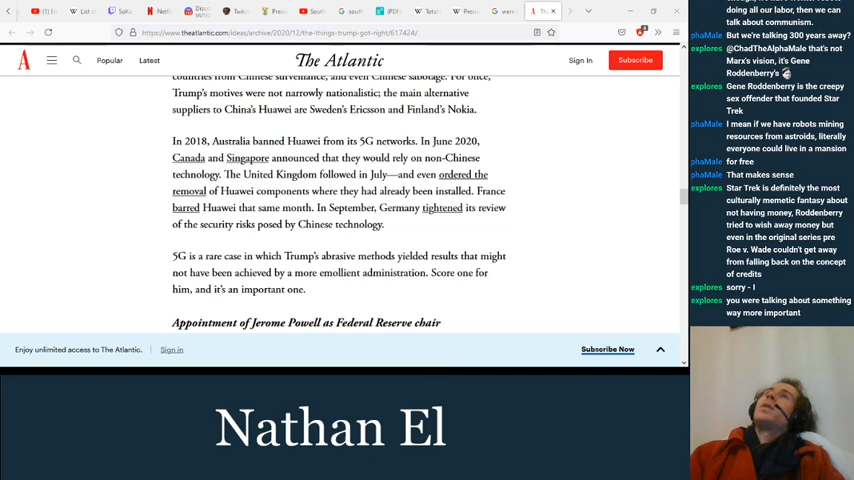 https://www.theatlantic.com/ideas/archive/2020/12/the-things-trump-got-right/617424/
Popular
Latest
The Atlantic
Sign In
Subscribe
countries from Chinese surveillance, and even Chinese sabotage. For once,
Trump's motives were not narrowly nationalistic; the main alternative
suppliers to China's Huawei are Sweden's Ericsson and Finland's Nokia.
In 2018, Australia banned Huawei from its 5G networks. In June 2020,
Canada and Singapore announced that they would rely on non-Chinese
technology. The United Kingdom followed in July—and even ordered the
removal of Huawei components where they had already been installed. France
barred Huawei that same month. In September, Germany tightened its review
of the security risks posed by Chinese technology.
5G is a rare case in which Trump's abrasive methods yielded results that might
not have been achieved by a more emollient administration. Score one for
him, and it's an important one.
Appointment of Jerome Powell as Federal Reserve chair
Enjoy unlimited access to The Atlantic.
Sign in
Subscribe Now
Nathan El
doing all our labor, then we can
talk about communism.
phaMale But we're talking 300 years away?
explores @ChadTheAlphaMale that's not
Marx's vision, it's Gene
Roddenberry's
explores Gene Roddenberry is the creepy
sex offender that founded Star
Trek
phaMale I mean if we have robots mining
resources from astroids, literally
everyone could live in a mansion
phaMale for free
phaMale That makes sense
explores Star Trek is definitely the most
culturally memetic fantasy about
not having money, Roddenberry
tried to wish away money but
even in the original series pre
Roe v. Wade couldn't get away
from falling back on the concept
of credits
explores sorry - I
explores you were talking about something
way more important